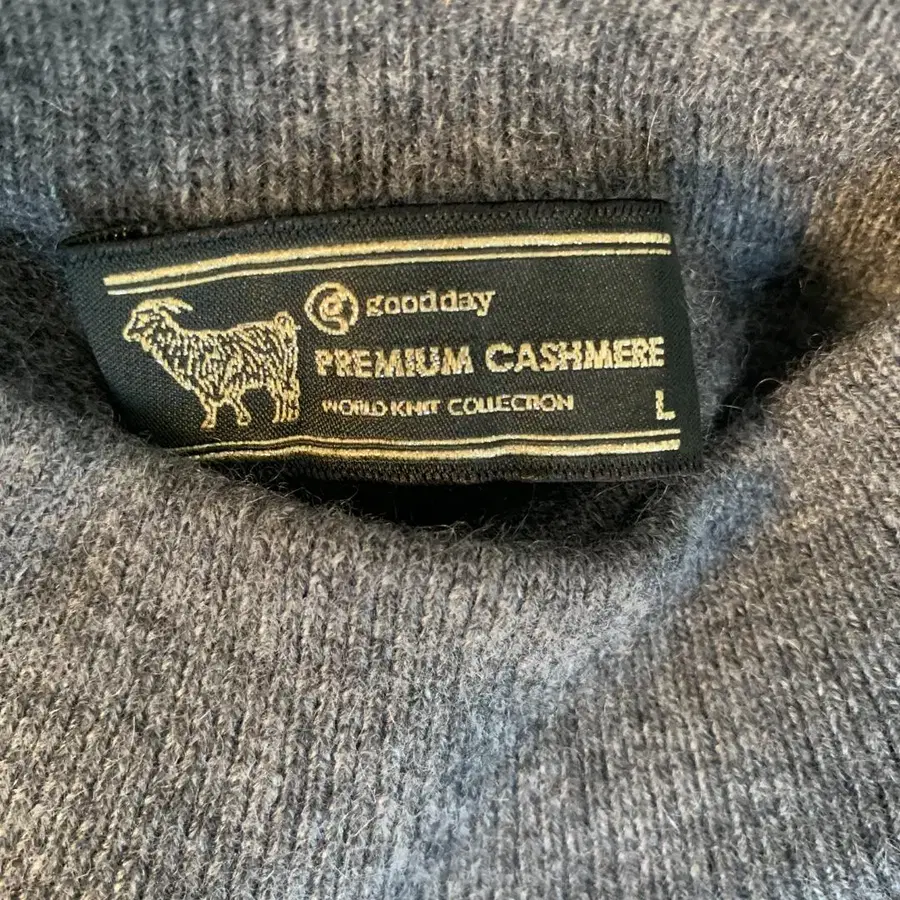 goodday
PREMIUM CASHMERE
WORLD KNIT COLLECTION
L